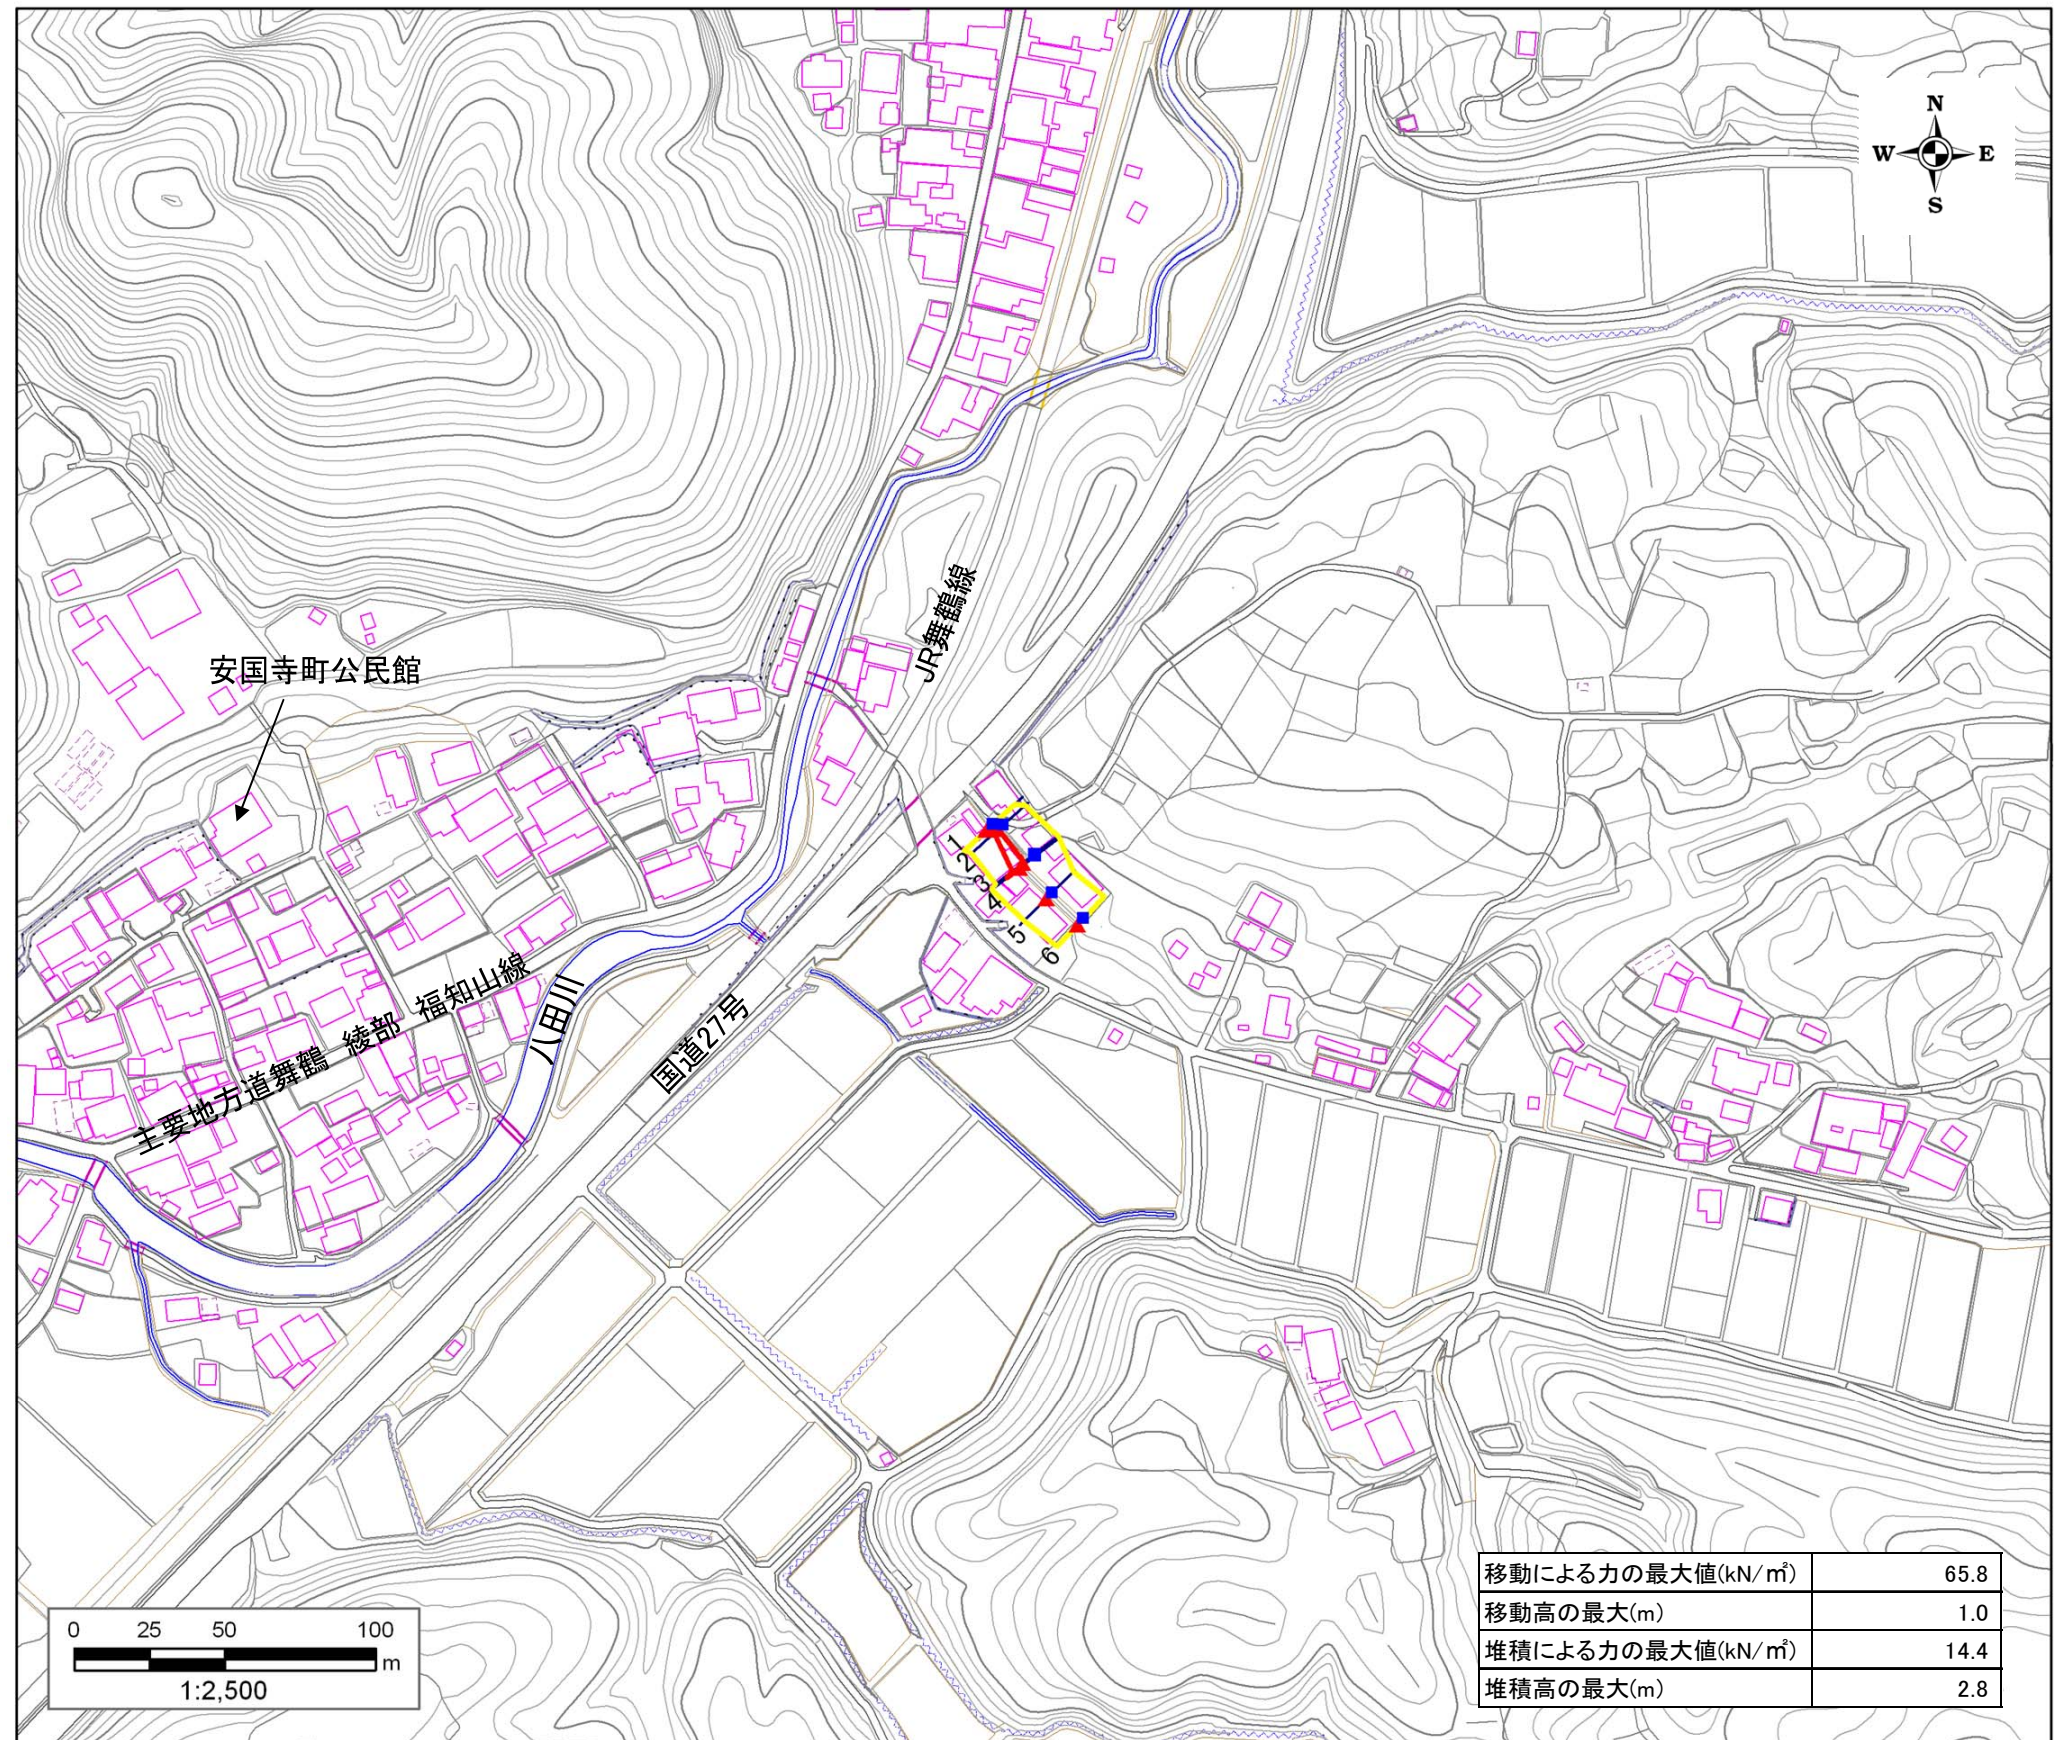 N
W E
S
JR舞鶴線
安国寺町公民館
1
2
3
4
5
6
主要地方道舞鶴 綾部 福知山線
八田川
国道27号
移動による力の最大値(kN/㎡) 65.8
移動高の最大(m) 1.0
堆積による力の最大値(kN/㎡) 14.4
堆積高の最大(m) 2.8
0 25 50 100
m
1:2,500